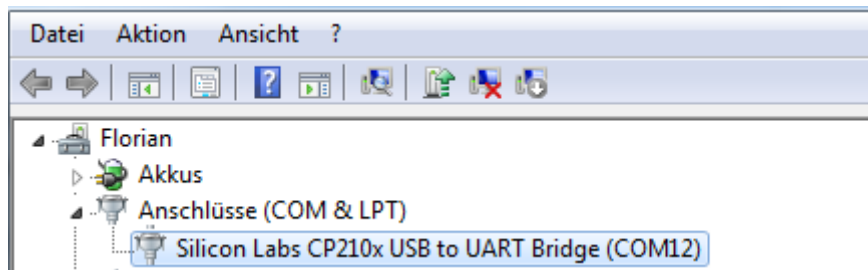 Datei Aktion Ansicht ?
Florian
Akkus
Anschlüsse (COM & LPT)
Silicon Labs CP210x USB to UART Bridge (COM12)